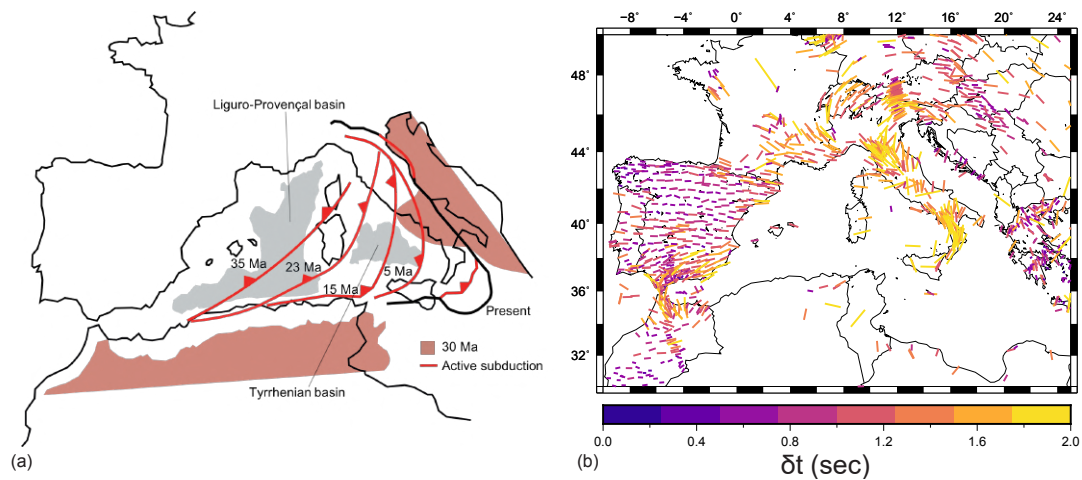 Liguro-Provençal basin
35 Ma
23 Ma
15 Ma
5 Ma
Present
30 Ma
Active subduction
Tyrrhenian basin
(a)
−8° −4° 0° 4° 8° 12° 16° 20° 24°
48°
44°
40°
36°
32°
0.0 0.4 0.8 1.2 1.6 2.0
(b)
δt (sec)